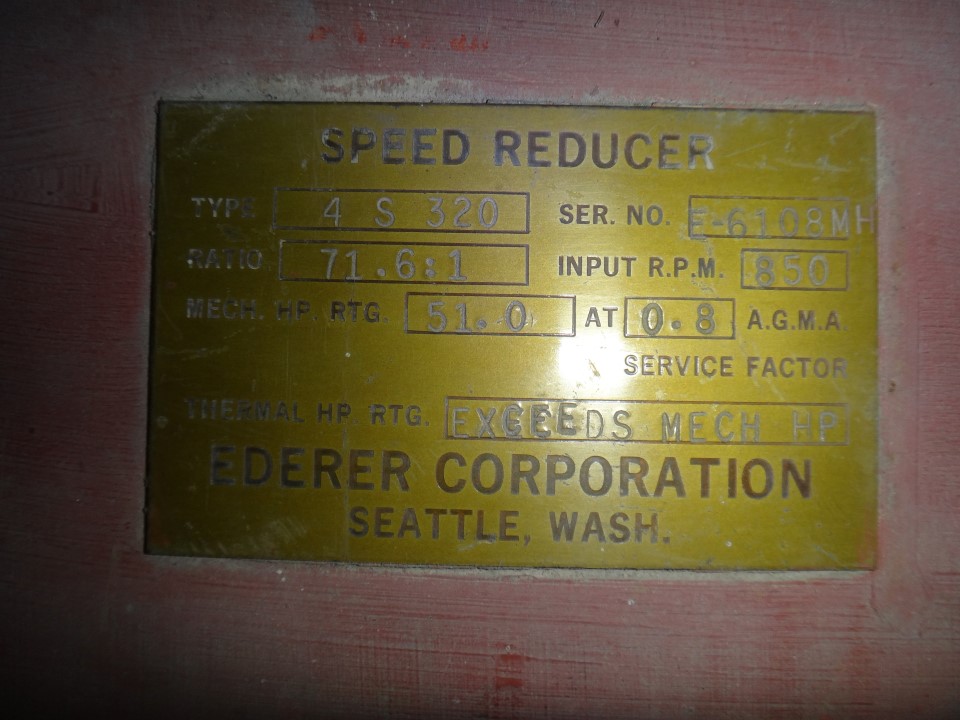 SPEED REDUCER
TYPE 4 S 320 SER. NO. E-6108MH
RATIO 71.6:1 INPUT R.P.M. 850
MECH. HP. RTG. 51.0 AT 0.8 A.G.M.A.
SERVICE FACTOR
THERMAL HP. RTG. EXCEEDS MECH HP
EDERER CORPORATION
SEATTLE, WASH.